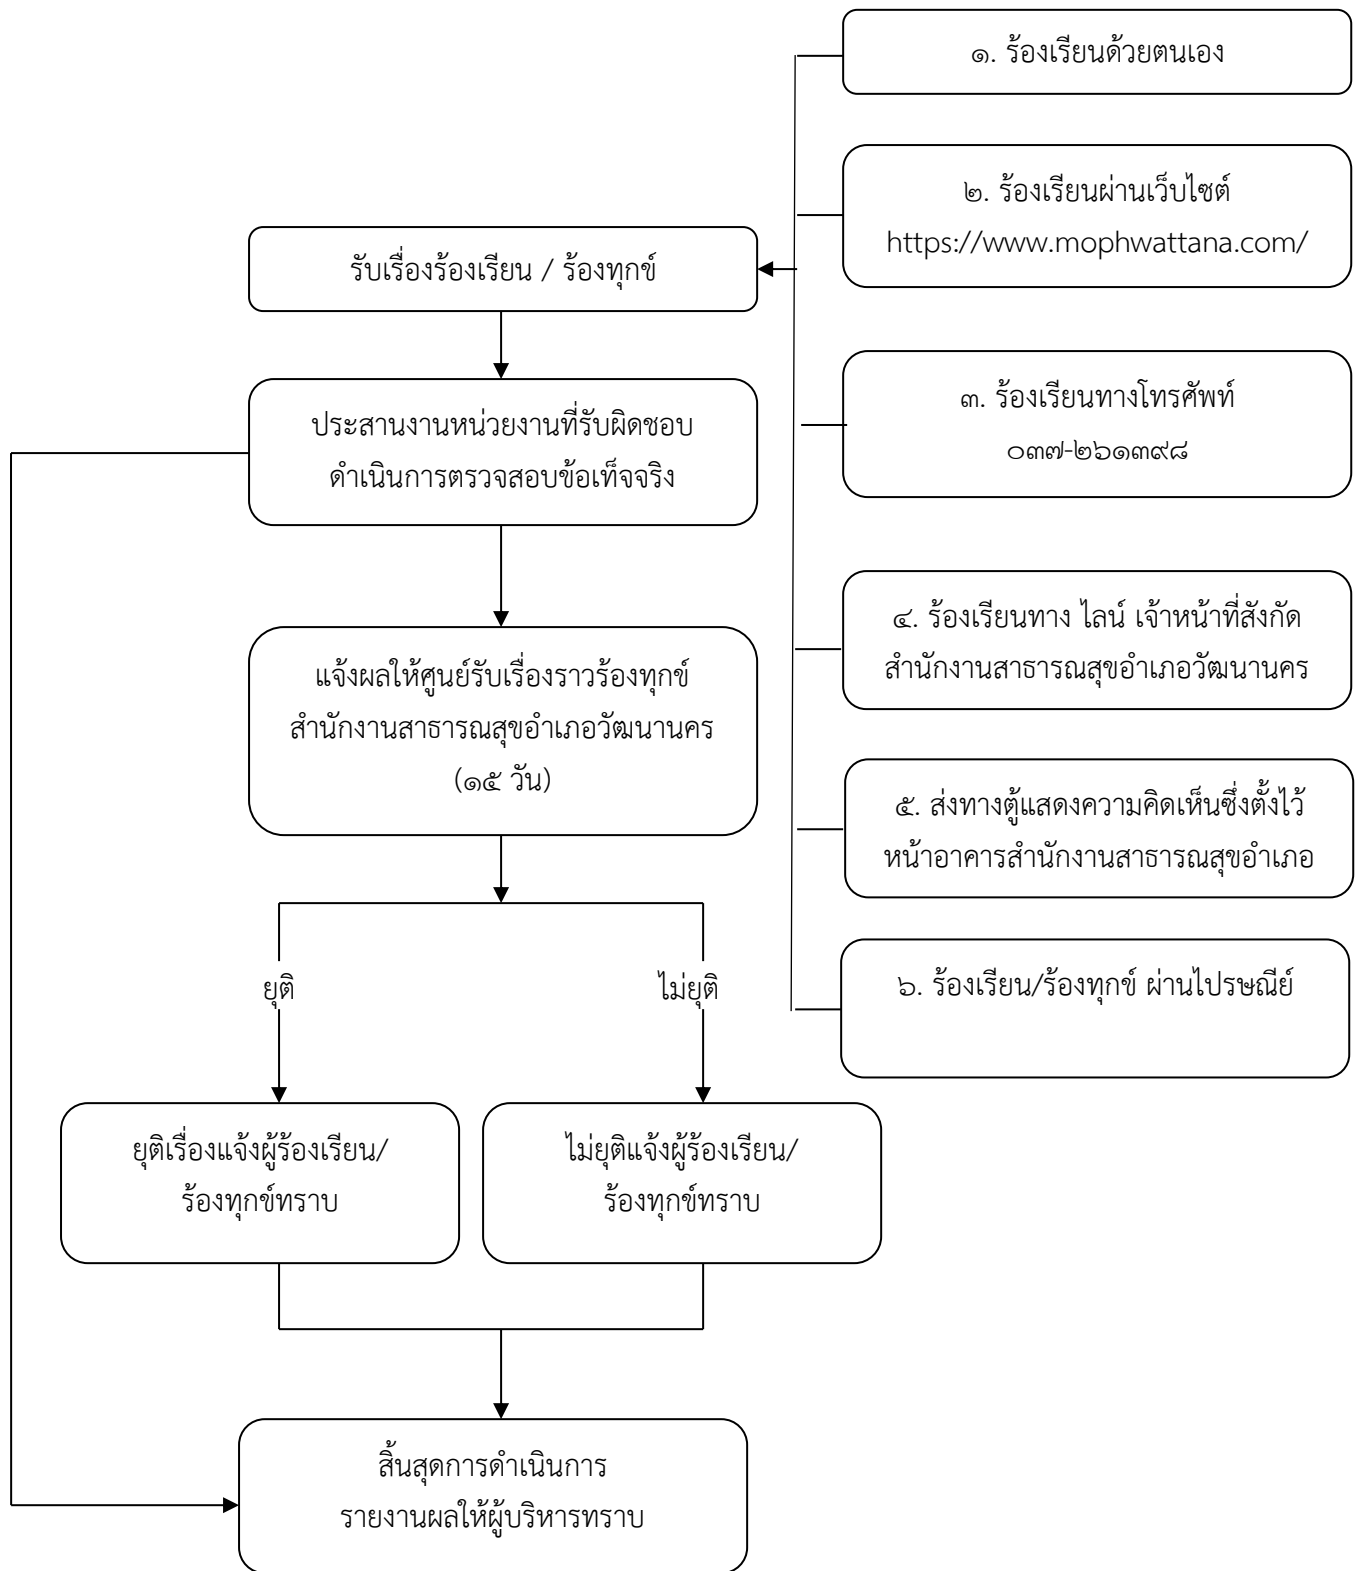 ๑. ร้องเรียนด้วยตนเอง
๒. ร้องเรียนผ่านเว็บไซต์
https://www.mophwattana.com/
รับเรื่องร้องเรียน / ร้องทุกข์
๓. ร้องเรียนทางโทรศัพท์
๐๓๗-๒๖๑๓๙๘
ประสานงานหน่วยงานที่รับผิดชอบ
ดำเนินการตรวจสอบข้อเท็จจริง
๔. ร้องเรียนทาง ไลน์ เจ้าหน้าที่สังกัด
สำนักงานสาธารณสุขอำเภอวัฒนานคร
แจ้งผลให้ศูนย์รับเรื่องราวร้องทุกข์
สำนักงานสาธารณสุขอำเภอวัฒนานคร
(๑๕ วัน)
๕. ส่งทางตู้แสดงความคิดเห็นซึ่งตั้งไว้
หน้าอาคารสำนักงานสาธารณสุขอำเภอ
๖. ร้องเรียน/ร้องทุกข์ ผ่านไปรษณีย์
ยุติ
ไม่ยุติ
ยุติเรื่องแจ้งผู้ร้องเรียน/
ร้องทุกข์ทราบ
ไม่ยุติแจ้งผู้ร้องเรียน/
ร้องทุกข์ทราบ
สิ้นสุดการดำเนินการ
รายงานผลให้ผู้บริหารทราบ